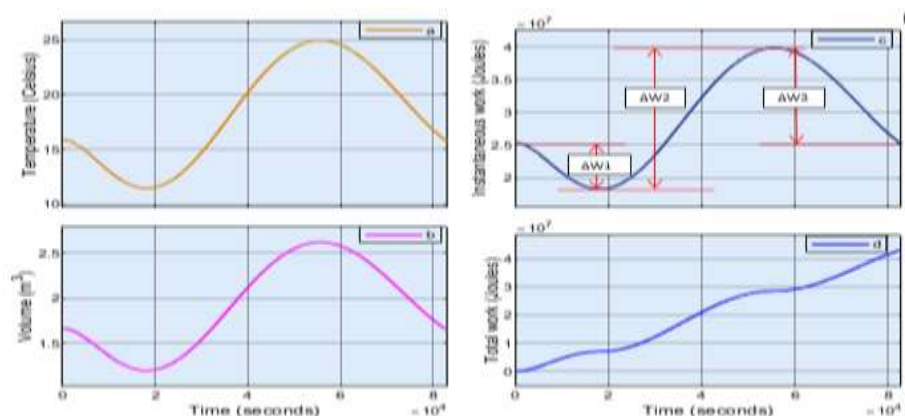 a
25
20
15
10
Temperature (Celsius)
×10⁷
c
4
3.5
3
2.5
2
Instantaneous work (Joules)
ΔW1
ΔW2
ΔW3
b
2.5
2
1.5
Volume (m³)
0
2
4
6
8
×10⁴
Time (seconds)
×10⁷
d
4
3
2
1
0
Total work (Joules)
0
2
4
6
8
×10⁴
Time (seconds)